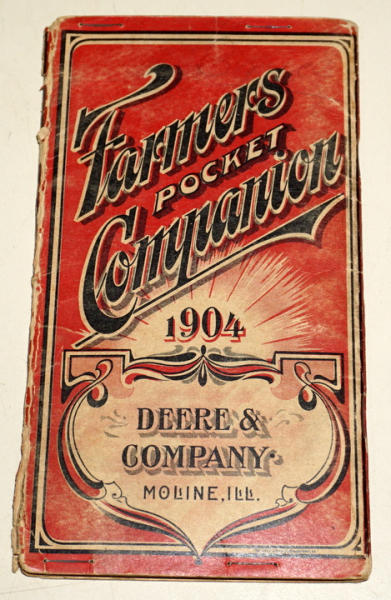 Farmers
POCKET
Companion
1904
DEERE &
COMPANY.
MOLINE, ILL.